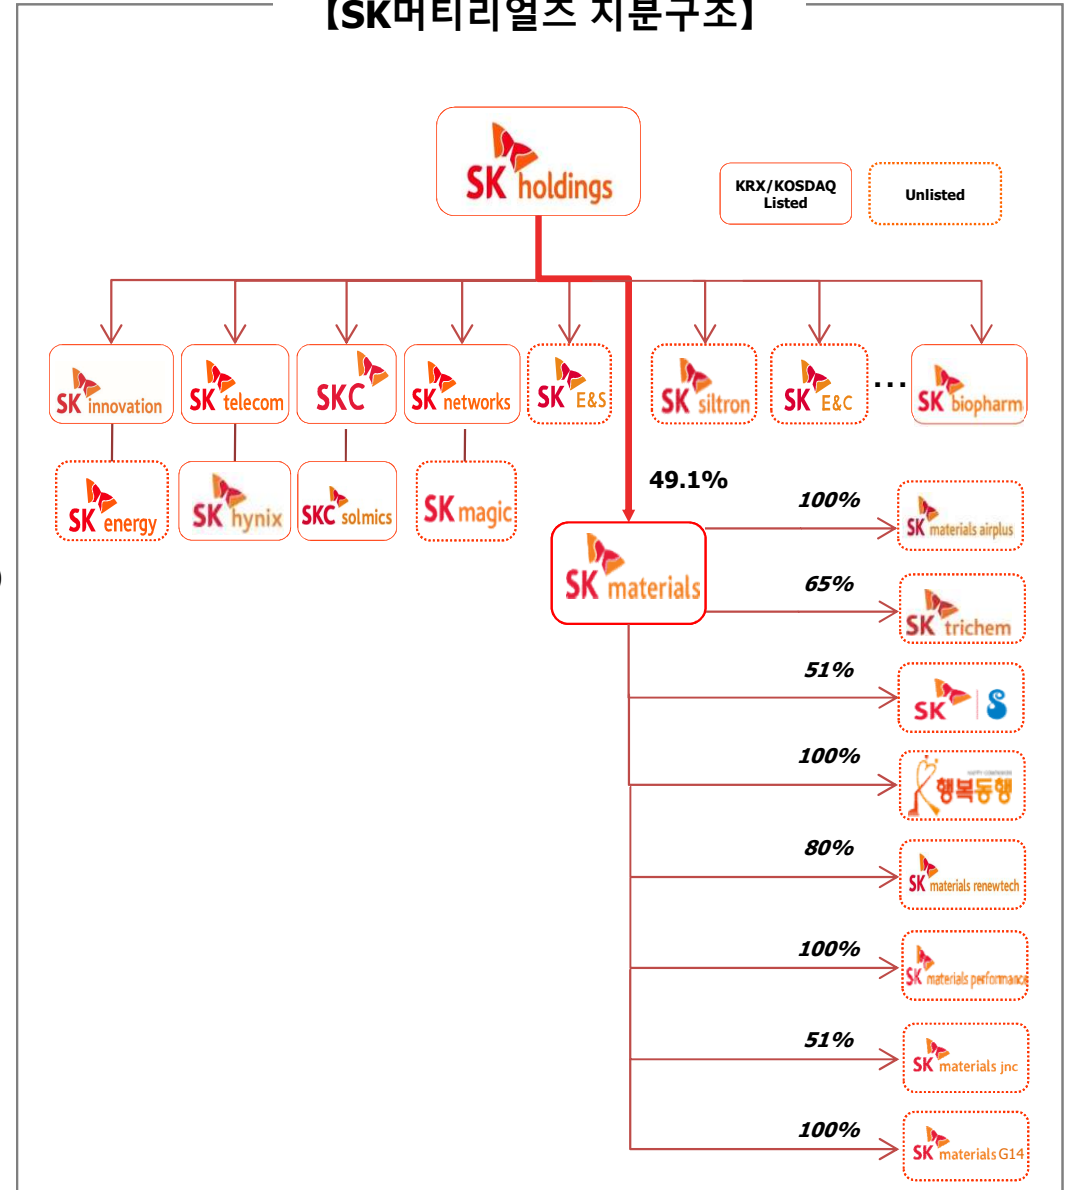 【SK머티리얼즈 지분구조】
SK holdings
KRX/KOSDAQ
Listed
Unlisted
SK innovation
SK telecom
SKC
SK networks
SK E&S
SK siltron
SK E&C
...
SK biopharm
SK energy
SK hynix
SKC solmics
SK magic
49.1%
SK materials
100%
SK materials airplus
65%
SK trichem
51%
SK
100%
행복동행
80%
SK materials renewtech
100%
SK materials performance
51%
SK materials jnc
100%
SK materials G14